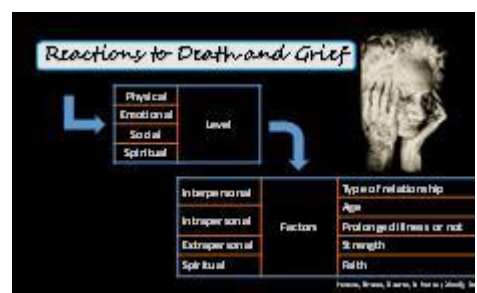 Reactions to Death and Grief
Physical
Emotional
Social
Spiritual
Level
Interpersonal
Intrapersonal
Extrapersonal
Spiritual
Factors
Type of relationship
Age
Prolonged illness or not
Strength
Faith